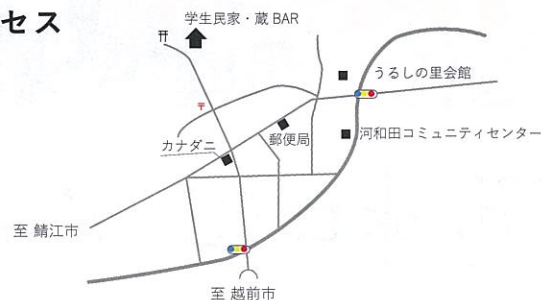 セス
学生民家・蔵 BAR
うるしの里会館
カナダニ
郵便局
河和田コミュニティセンター
至 鯖江市
至 越前市